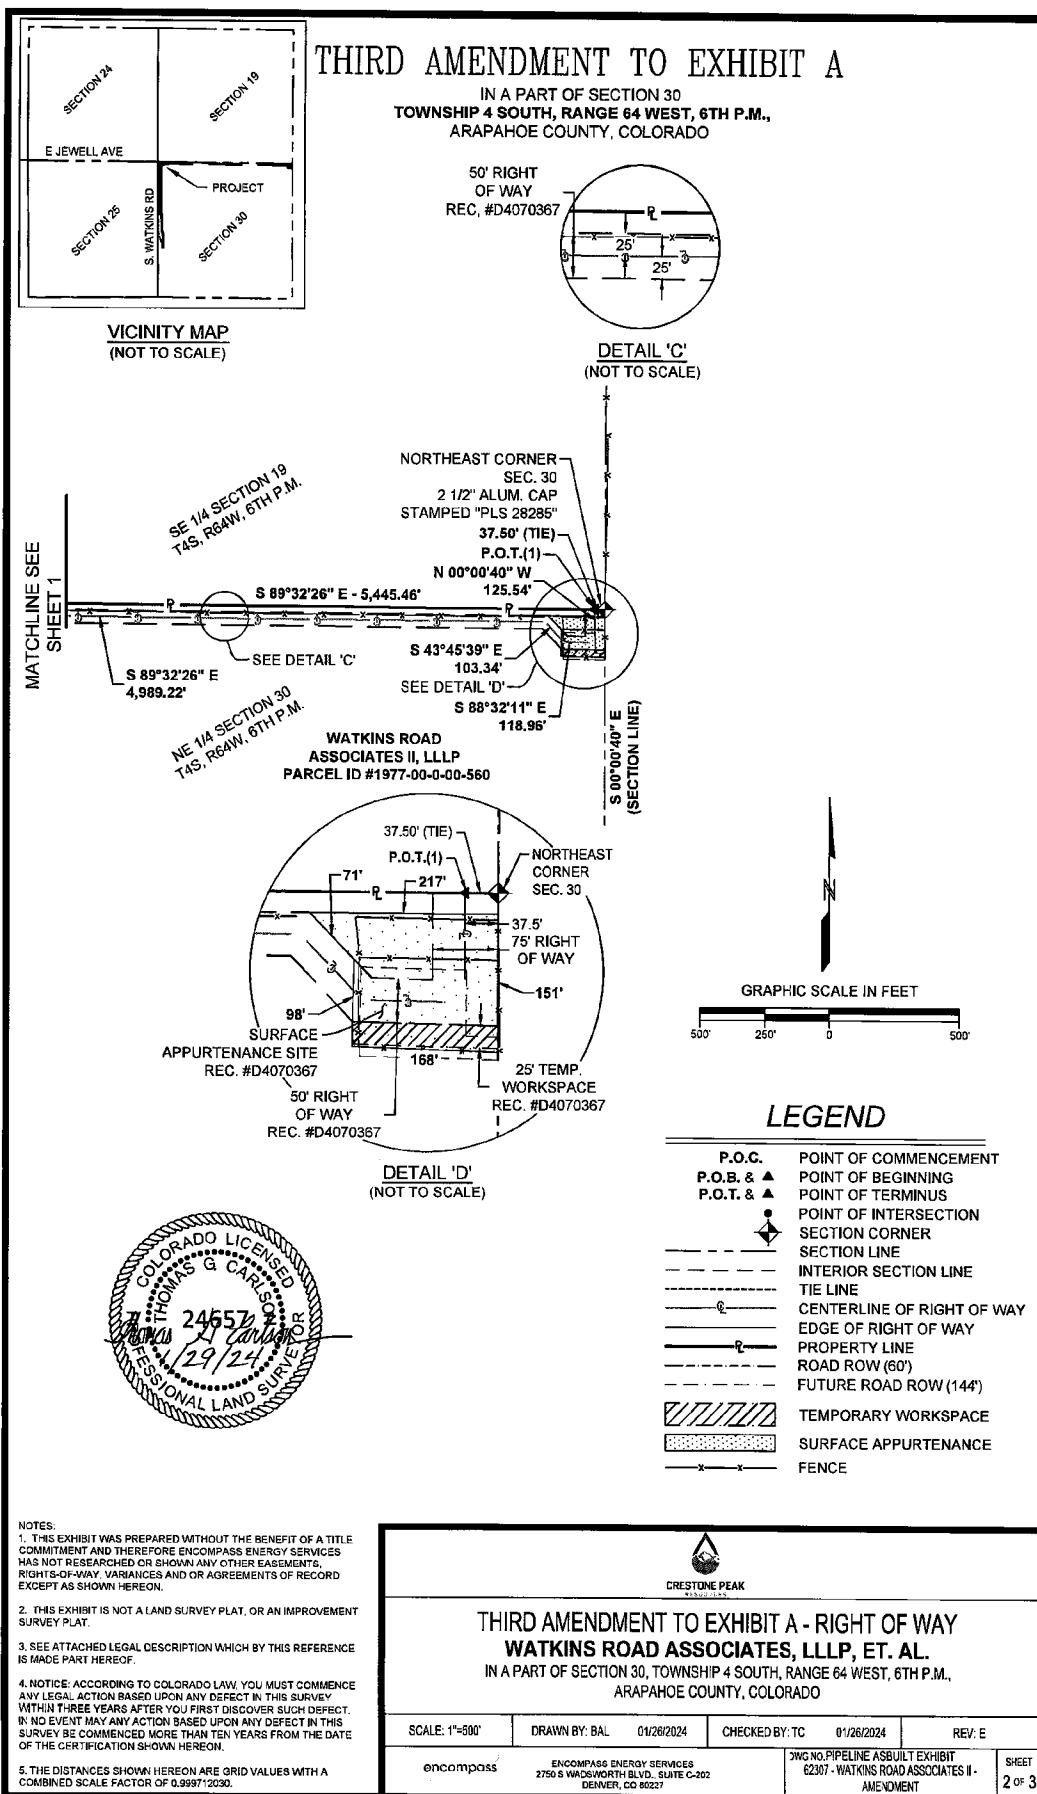 THIRD AMENDMENT TO EXHIBIT A
IN A PART OF SECTION 30
TOWNSHIP 4 SOUTH, RANGE 64 WEST, 6TH P.M.,
ARAPAHOE COUNTY, COLORADO
SECTION 24
SECTION 19
E JEWELL AVE
PROJECT
SECTION 25
S. WATKINS RD
SECTION 30
VICINITY MAP
(NOT TO SCALE)
50' RIGHT
OF WAY
REC, #D4070367
25'
25'
DETAIL 'C'
(NOT TO SCALE)
NORTHEAST CORNER
SEC. 30
2 1/2" ALUM. CAP
STAMPED "PLS 28285"
37.50' (TIE)
P.O.T.(1)
N 00°00'40" W
125.54'
SE 1/4 SECTION 19
T4S, R64W, 6TH P.M.
MATCHLINE SEE
SHEET 1
S 89°32'26" E - 5,445.46'
SEE DETAIL 'C'
S 89°32'26" E
4,989.22'
S 43°45'39" E
103.34'
SEE DETAIL 'D'
S 88°32'11" E
118.96'
NE 1/4 SECTION 30
T4S, R64W, 6TH P.M.
S 00°00'40" E
(SECTION LINE)
WATKINS ROAD
ASSOCIATES II, LLLP
PARCEL ID #1977-00-0-00-560
37.50' (TIE)
P.O.T.(1)
NORTHEAST
CORNER
SEC. 30
71'
217'
37.5'
75' RIGHT
OF WAY
151'
98'
SURFACE
APPURTENANCE SITE
REC. #D4070367
168'
50' RIGHT
OF WAY
REC. #D4070367
25' TEMP.
WORKSPACE
REC. #D4070367
DETAIL 'D'
(NOT TO SCALE)
N
GRAPHIC SCALE IN FEET
500' 250' 0 500'
LEGEND
P.O.C. POINT OF COMMENCEMENT
P.O.B. & ▲ POINT OF BEGINNING
P.O.T. & ▲ POINT OF TERMINUS
POINT OF INTERSECTION
SECTION CORNER
SECTION LINE
INTERIOR SECTION LINE
TIE LINE
CENTERLINE OF RIGHT OF WAY
EDGE OF RIGHT OF WAY
PROPERTY LINE
ROAD ROW (60')
FUTURE ROAD ROW (144')
TEMPORARY WORKSPACE
SURFACE APPURTENANCE
FENCE
COLORADO LICENSED
THOMAS G. CARLSON
24657
Thomas G Carlson
1/29/24
PROFESSIONAL LAND SURVEYOR
NOTES:
1. THIS EXHIBIT WAS PREPARED WITHOUT THE BENEFIT OF A TITLE
COMMITMENT AND THEREFORE ENCOMPASS ENERGY SERVICES
HAS NOT RESEARCHED OR SHOWN ANY OTHER EASEMENTS,
RIGHTS-OF-WAY, VARIANCES AND OR AGREEMENTS OF RECORD
EXCEPT AS SHOWN HEREON.
2. THIS EXHIBIT IS NOT A LAND SURVEY PLAT, OR AN IMPROVEMENT
SURVEY PLAT.
3. SEE ATTACHED LEGAL DESCRIPTION WHICH BY THIS REFERENCE
IS MADE PART HEREOF.
4. NOTICE: ACCORDING TO COLORADO LAW, YOU MUST COMMENCE
ANY LEGAL ACTION BASED UPON ANY DEFECT IN THIS SURVEY
WITHIN THREE YEARS AFTER YOU FIRST DISCOVER SUCH DEFECT.
IN NO EVENT MAY ANY ACTION BASED UPON ANY DEFECT IN THIS
SURVEY BE COMMENCED MORE THAN TEN YEARS FROM THE DATE
OF THE CERTIFICATION SHOWN HEREON.
5. THE DISTANCES SHOWN HEREON ARE GRID VALUES WITH A
COMBINED SCALE FACTOR OF 0.999712030.
CRESTONE PEAK
RESOURCES
THIRD AMENDMENT TO EXHIBIT A - RIGHT OF WAY
WATKINS ROAD ASSOCIATES, LLLP, ET. AL.
IN A PART OF SECTION 30, TOWNSHIP 4 SOUTH, RANGE 64 WEST, 6TH P.M.,
ARAPAHOE COUNTY, COLORADO
SCALE: 1"=500' DRAWN BY: BAL 01/26/2024 CHECKED BY: TC 01/26/2024 REV: E
encompass
ENCOMPASS ENERGY SERVICES
2750 S WADSWORTH BLVD., SUITE C-202
DENVER, CO 80227
DWG NO. PIPELINE ASBUILT EXHIBIT
62307 - WATKINS ROAD ASSOCIATES II -
AMENDMENT
SHEET
2 OF 3